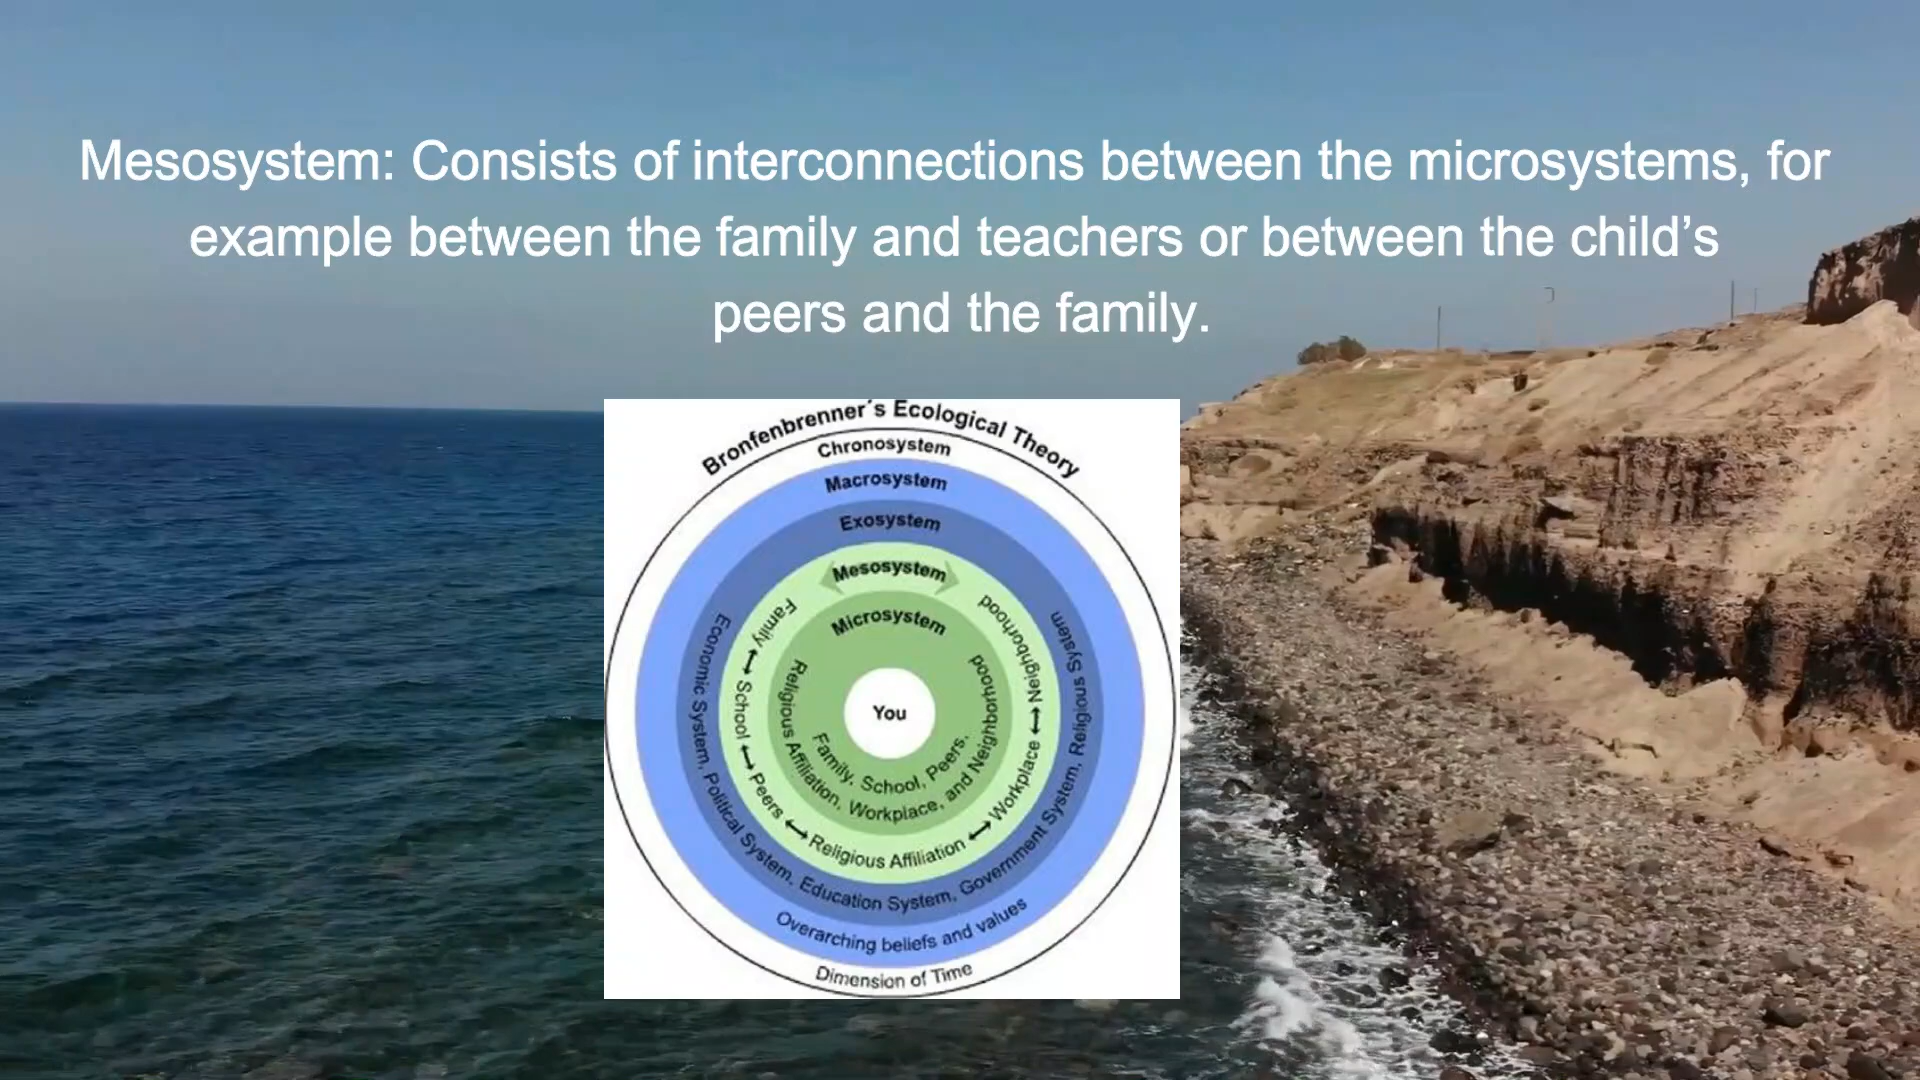 Mesosystem: Consists of interconnections between the microsystems, for
example between the family and teachers or between the child’s
peers and the family.
Bronfenbrenner´s Ecological Theory
Chronosystem
Macrosystem
Exosystem
Mesosystem
Microsystem
You
Family, School, Peers,
Religious Affiliation, Workplace, and Neighborhood
Family ↔ School ↔ Peers ↔ Religious Affiliation ↔ Workplace ↔ Neighborhood Neighborhood
Economic System, Political System, Education System, Government System, Religious System
Overarching beliefs and values
Dimension of Time